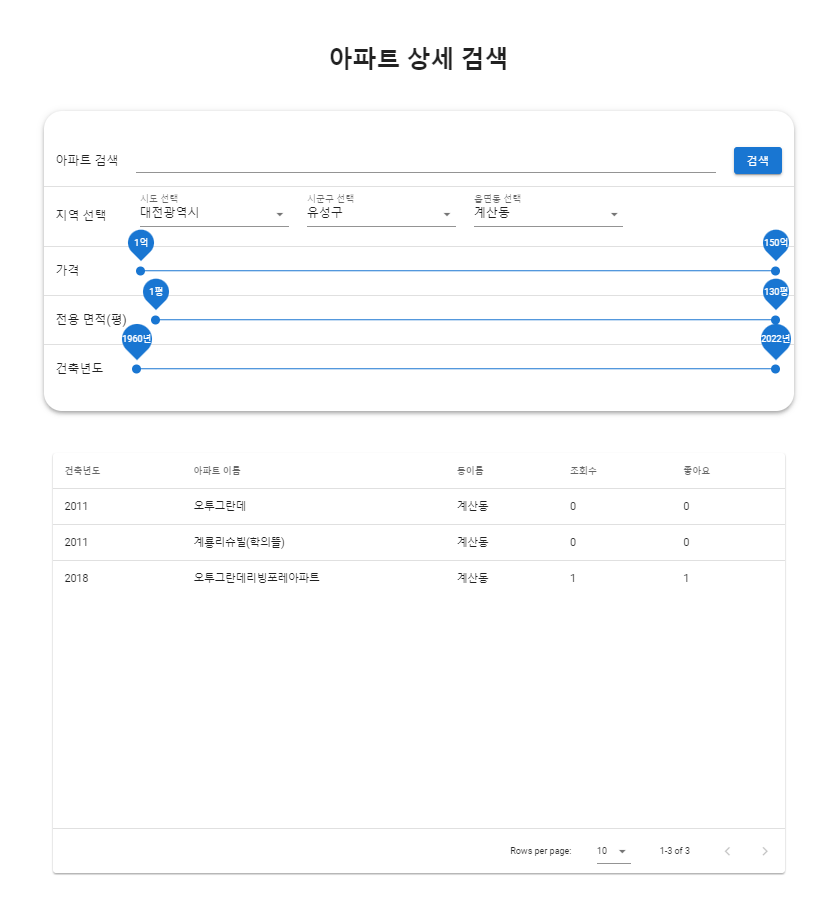 아파트 상세 검색
아파트 검색 검색
지역 선택 시도 선택 대전광역시 시군구 선택 유성구 읍면동 선택 계산동
가격 1억 150억
전용 면적(평) 1평 130평
건축년도 1960년 2022년
건축년도 아파트 이름 동이름 조회수 좋아요
2011 오투그란데 계산동 0 0
2011 계룡리슈빌(학의뜰) 계산동 0 0
2018 오투그란데리빙포레아파트 계산동 1 1
Rows per page: 10 1-3 of 3